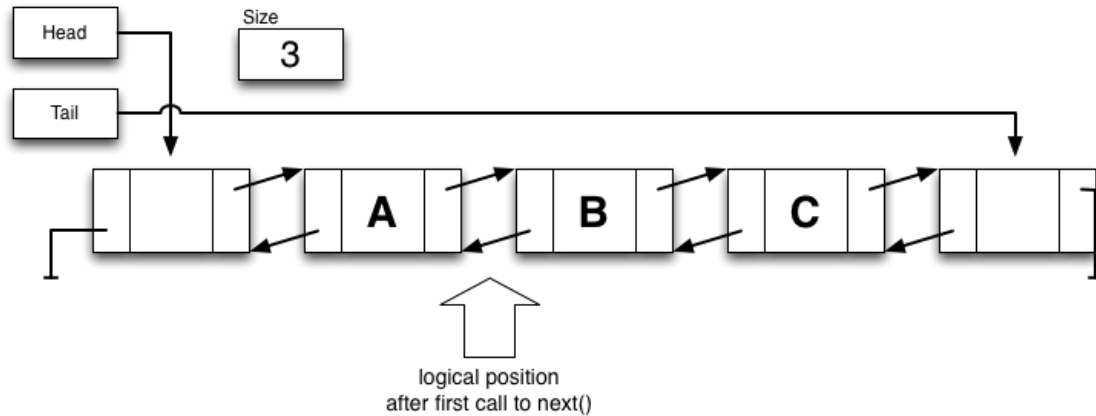 Head
Size
3
Tail
A
B
C
logical position
after first call to next()